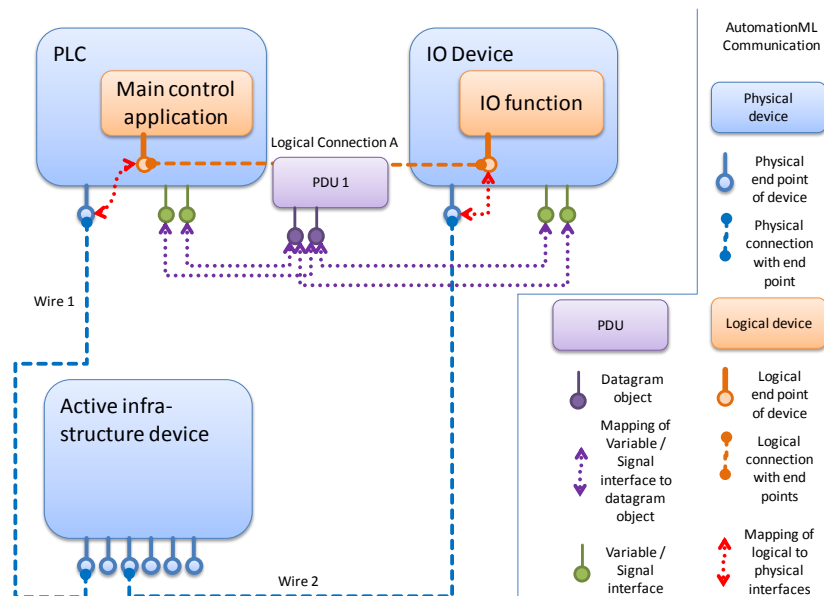 PLC
Main control
application
IO Device
IO function
Logical Connection A
PDU 1
Wire 1
Active infra-
structure device
Wire 2
AutomationML
Communication
Physical
device
Physical
end point
of device
Physical
connection
with end
point
PDU
Datagram
object
Mapping of
Variable /
Signal
interface to
datagram
object
Variable /
Signal
interface
Logical device
Logical
end point
of device
Logical
connection
with end
points
Mapping of
logical to
physical
interfaces